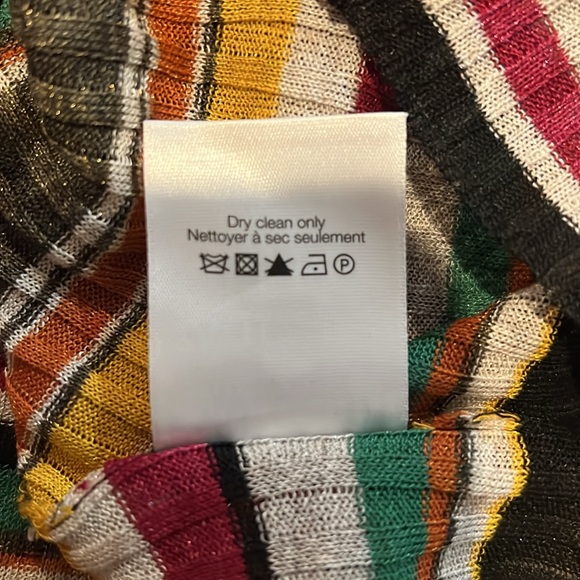 Dry clean only
Nettoyer à sec seulement
P